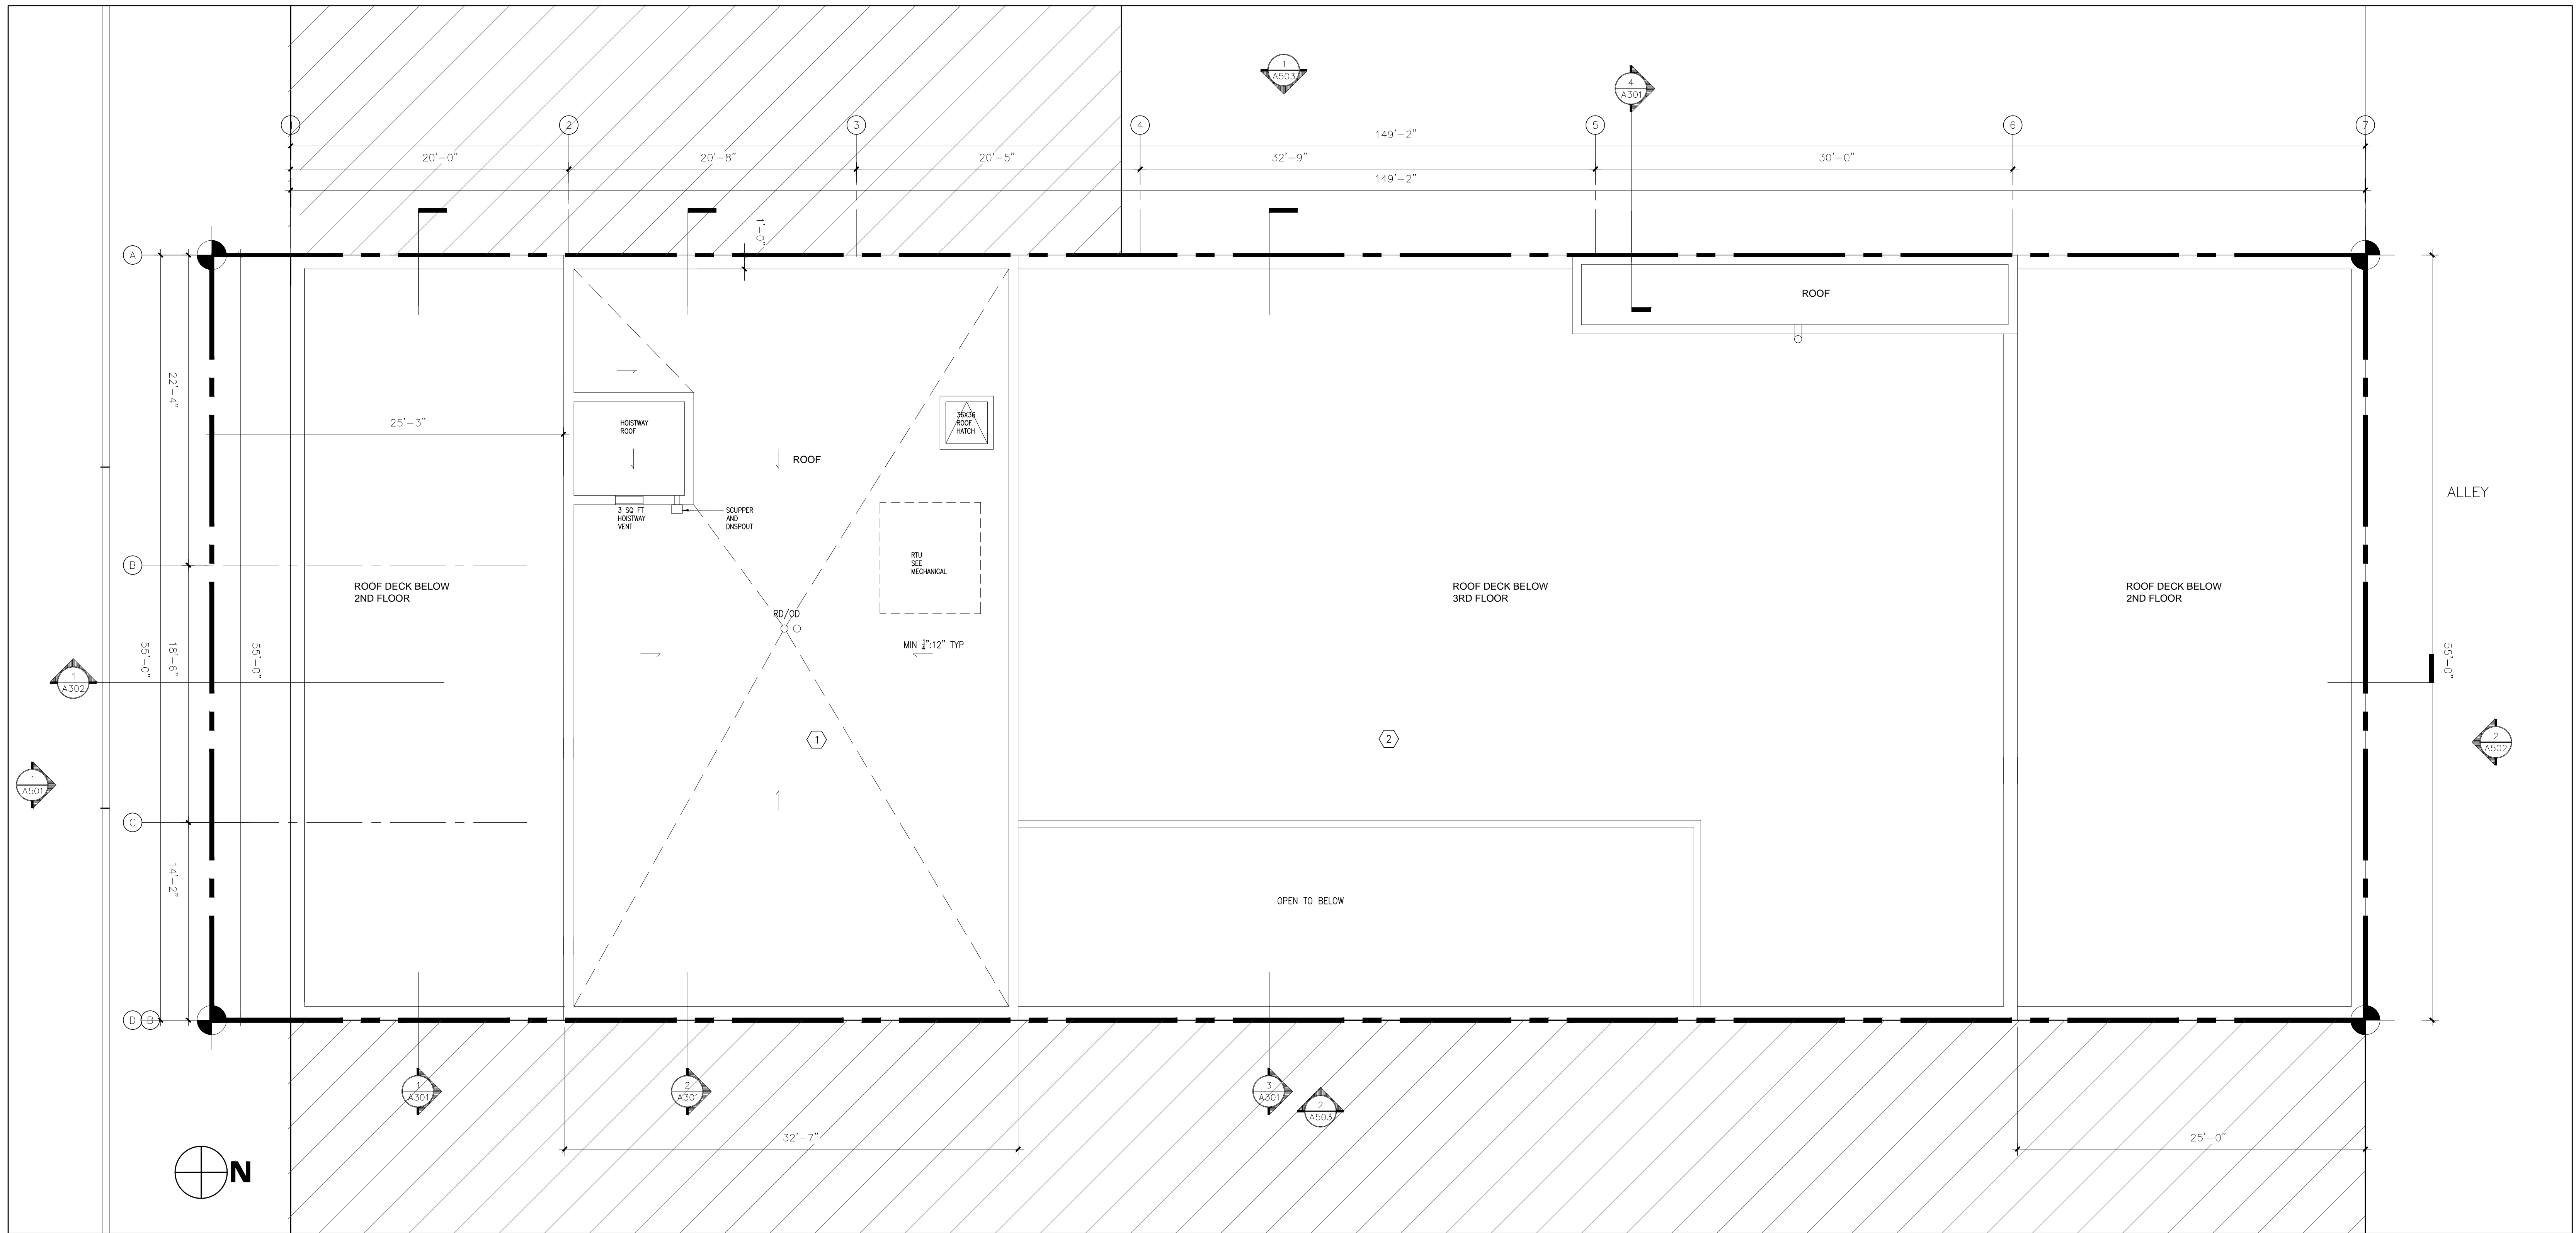 1
A503
4
A301
1
2
3
4
5
6
7
149'-2"
20'-0"
20'-8"
20'-5"
32'-9"
30'-0"
149'-2"
1'-0"
A
ROOF
22'-4"
25'-3"
HOISTWAY
ROOF
36X36
ROOF
HATCH
ROOF
3 SQ FT
HOISTWAY
VENT
SCUPPER
AND
DNSPOUT
ALLEY
B
RTU
SEE
MECHANICAL
ROOF DECK BELOW
2ND FLOOR
ROOF DECK BELOW
3RD FLOOR
ROOF DECK BELOW
2ND FLOOR
RD/OD
MIN ¼":12" TYP
55'-0"
18'-6"
55'-0"
55'-0"
1
A302
1
2
2
A502
1
A501
C
14'-2"
OPEN TO BELOW
D
B
1
A301
2
A301
3
A301
2
A503
32'-7"
25'-0"
N